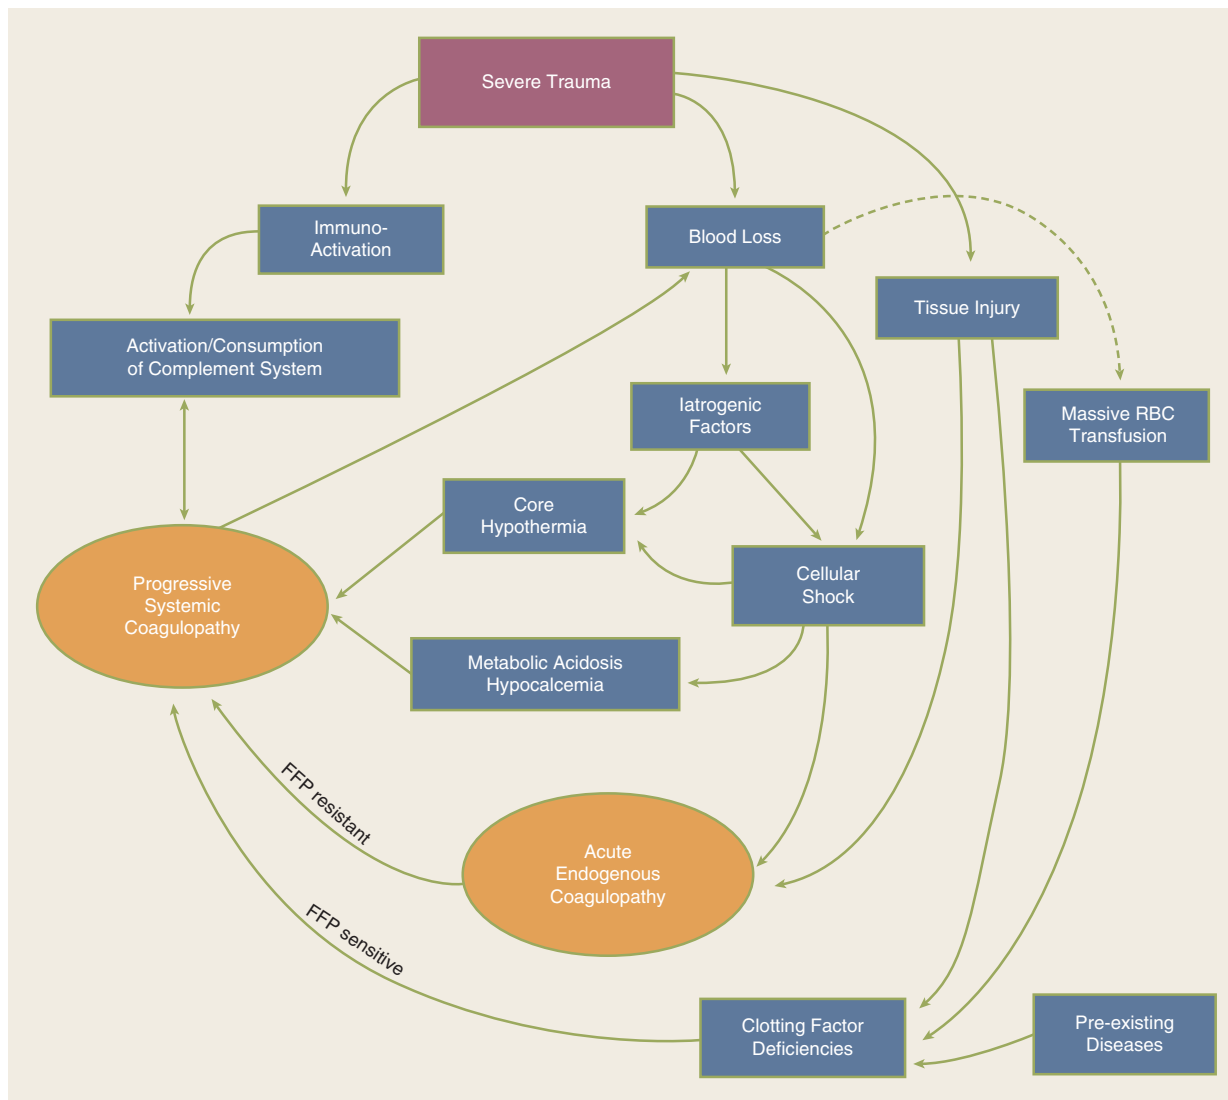 Severe Trauma
Immuno-
Activation
Blood Loss
Tissue Injury
Activation/Consumption
of Complement System
Iatrogenic
Factors
Massive RBC
Transfusion
Core
Hypothermia
Cellular
Shock
Progressive
Systemic
Coagulopathy
Metabolic Acidosis
Hypocalcemia
FFP resistant
Acute
Endogenous
Coagulopathy
FFP sensitive
Clotting Factor
Deficiencies
Pre-existing
Diseases